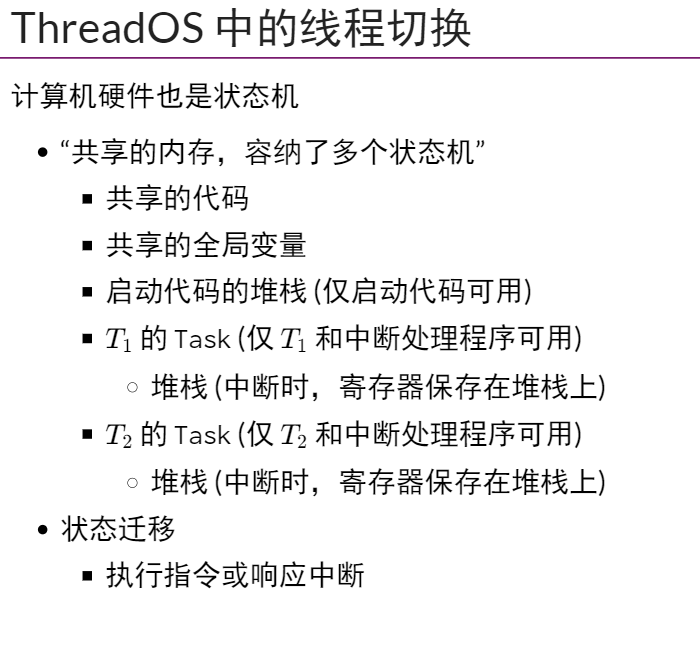 ThreadOS 中的线程切换
计算机硬件也是状态机
“共享的内存，容纳了多个状态机”
共享的代码
共享的全局变量
启动代码的堆栈 (仅启动代码可用)
T₁ 的 Task (仅 T₁ 和中断处理程序可用)
堆栈 (中断时，寄存器保存在堆栈上)
T₂ 的 Task (仅 T₂ 和中断处理程序可用)
堆栈 (中断时，寄存器保存在堆栈上)
状态迁移
执行指令或响应中断